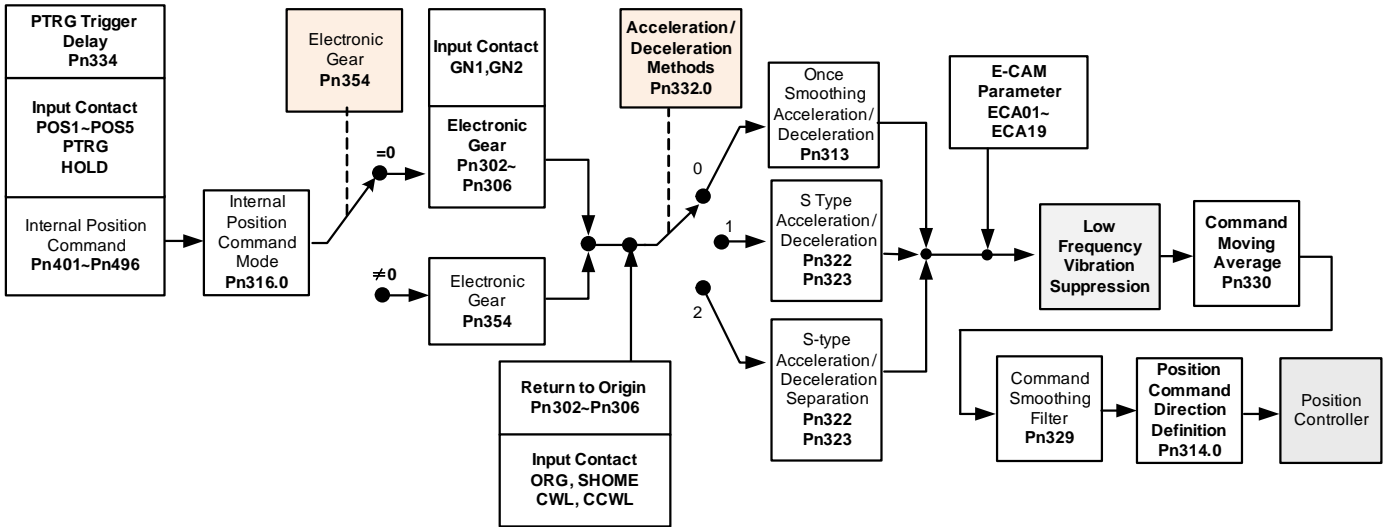 PTRG Trigger
Delay
Pn334
Input Contact
POS1~POS5
PTRG
HOLD
Internal Position
Command
Pn401~Pn496
Internal
Position
Command
Mode
Pn316.0
Electronic
Gear
Pn354
=0
≠0
Input Contact
GN1,GN2
Electronic
Gear
Pn302~
Pn306
Electronic
Gear
Pn354
Return to Origin
Pn302~Pn306
Input Contact
ORG, SHOME
CWL, CCWL
Acceleration/
Deceleration
Methods
Pn332.0
0
1
2
Once
Smoothing
Acceleration/
Deceleration
Pn313
S Type
Acceleration/
Deceleration
Pn322
Pn323
S-type
Acceleration/
Deceleration
Separation
Pn322
Pn323
E-CAM
Parameter
ECA01~
ECA19
Low
Frequency
Vibration
Suppression
Command
Moving
Average
Pn330
Command
Smoothing
Filter
Pn329
Position
Command
Direction
Definition
Pn314.0
Position
Controller